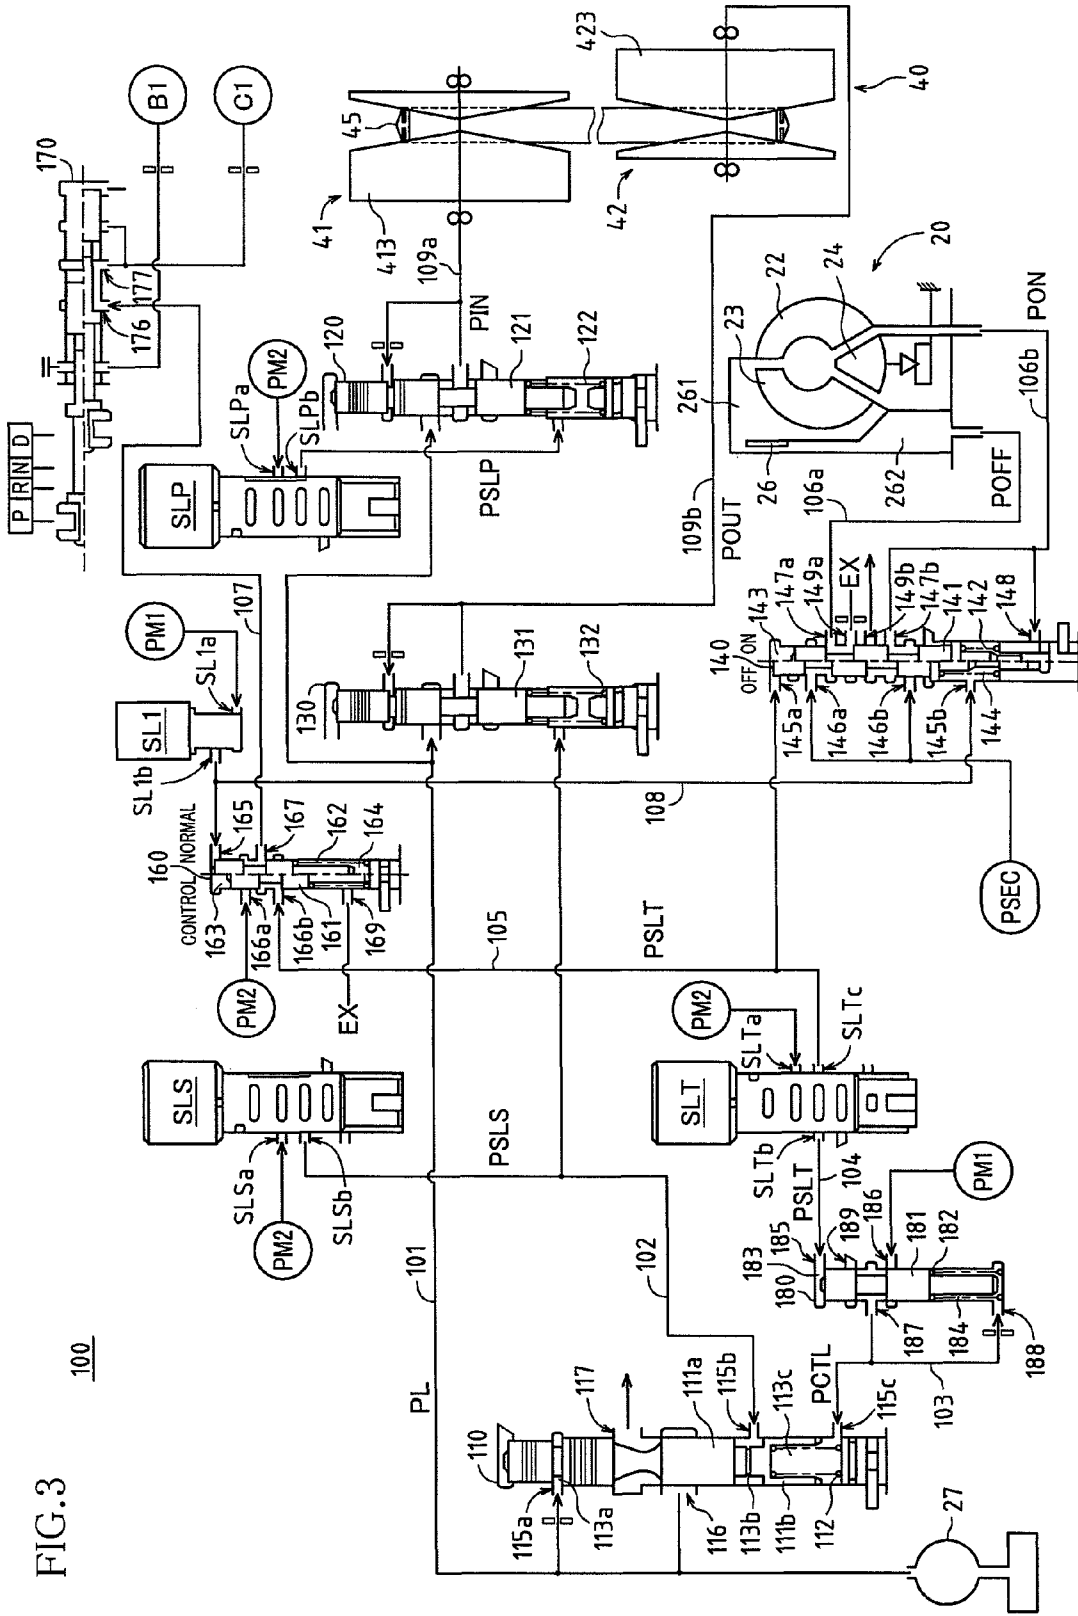 FIG.3
100
P R N D
170
B1
C1
176
177
107
PM1
SL1
SL1a
SL1b
CONTROL NORMAL
160
163
165
167
162
164
166a
166b
161
169
PM2
EX
105
108
SLP
SLPa
SLPb
PM2
PSLP
120
121
122
PIN
109a
41
413
45
42
423
40
130
131
132
109b
POUT
20
22
23
24
26
261
262
106a
106b
POFF
PON
OFF ON
140
143
147a
149a
EX
149b
147b
141
142
148
145a
146a
146b
145b
144
PSEC
SLS
SLSa
SLSb
PM2
PSLS
101
PL
102
SLT
SLTa
SLTb
SLTc
PM2
PSLT
PSLT
104
180
183
185
189
186
181
182
187
184
188
PM1
103
PCTL
110
117
111a
115b
113c
115c
115a
113a
116
113b
111b
112
27